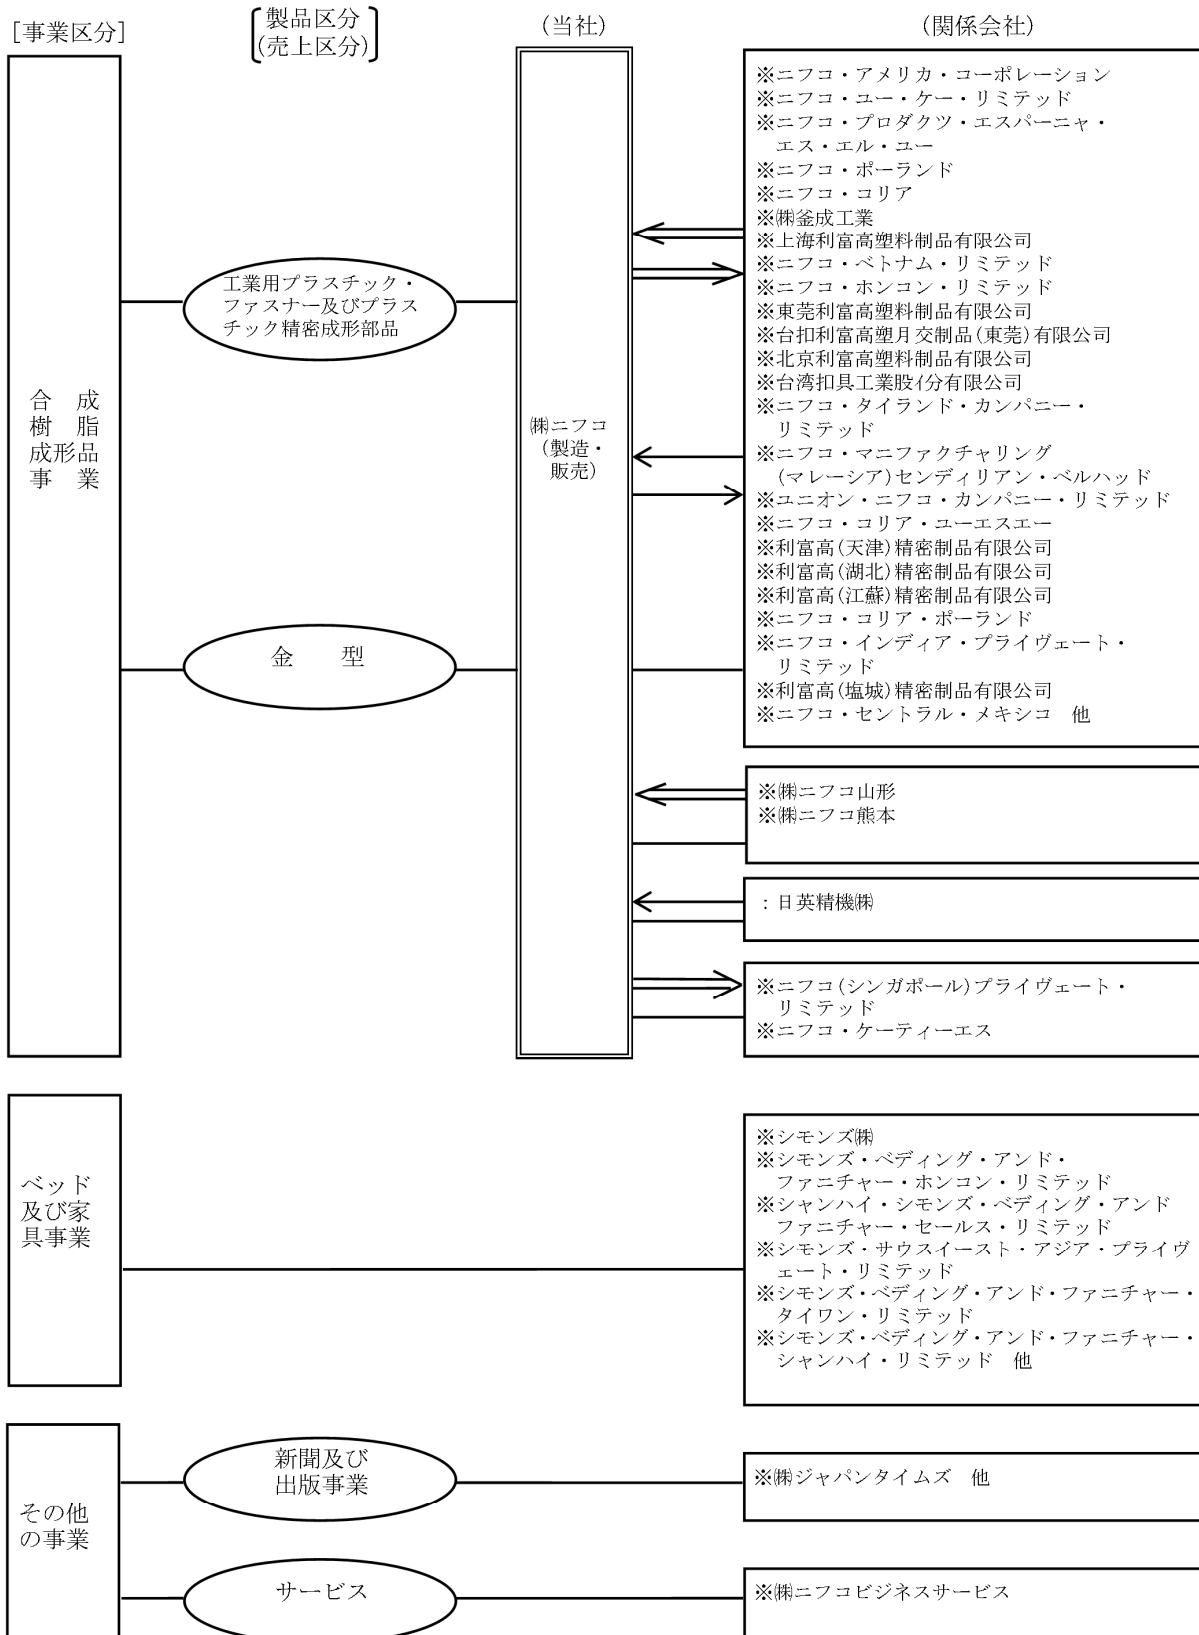 [事業区分]
製品区分
(売上区分)
(当社)
(関係会社)
合 成
樹 脂
成形品
事 業
工業用プラスチック・
ファスナー及びプラス
チック精密成形部品
金 型
㈱ニフコ
(製造・
販売)
※ニフコ・アメリカ・コーポレーション
※ニフコ・ユー・ケー・リミテッド
※ニフコ・プロダクツ・エスパーニャ・
エス・エル・ユー
※ニフコ・ポーランド
※ニフコ・コリア
※㈱釜成工業
※上海利富高塑料制品有限公司
※ニフコ・ベトナム・リミテッド
※ニフコ・ホンコン・リミテッド
※東莞利富高塑料制品有限公司
※台扣利富高塑月交制品(東莞)有限公司
※北京利富高塑料制品有限公司
※台湾扣具工業股イ分有限公司
※ニフコ・タイランド・カンパニー・
リミテッド
※ニフコ・マニファクチャリング
(マレーシア)センディリアン・ベルハッド
※ユニオン・ニフコ・カンパニー・リミテッド
※ニフコ・コリア・ユーエスエー
※利富高(天津)精密制品有限公司
※利富高(湖北)精密制品有限公司
※利富高(江蘇)精密制品有限公司
※ニフコ・コリア・ポーランド
※ニフコ・インディア・プライヴェート・
リミテッド
※利富高(塩城)精密制品有限公司
※ニフコ・セントラル・メキシコ 他
※㈱ニフコ山形
※㈱ニフコ熊本
：日英精機㈱
※ニフコ(シンガポール)プライヴェート・
リミテッド
※ニフコ・ケーティーエス
ベッド
及び家
具事業
※シモンズ㈱
※シモンズ・ベディング・アンド・
ファニチャー・ホンコン・リミテッド
※シャンハイ・シモンズ・ベディング・アンド
ファニチャー・セールス・リミテッド
※シモンズ・サウスイースト・アジア・プライヴ
ェート・リミテッド
※シモンズ・ベディング・アンド・ファニチャー・
タイワン・リミテッド
※シモンズ・ベディング・アンド・ファニチャー・
シャンハイ・リミテッド 他
その他
の事業
新聞及び
出版事業
※㈱ジャパンタイムズ 他
サービス
※㈱ニフコビジネスサービス